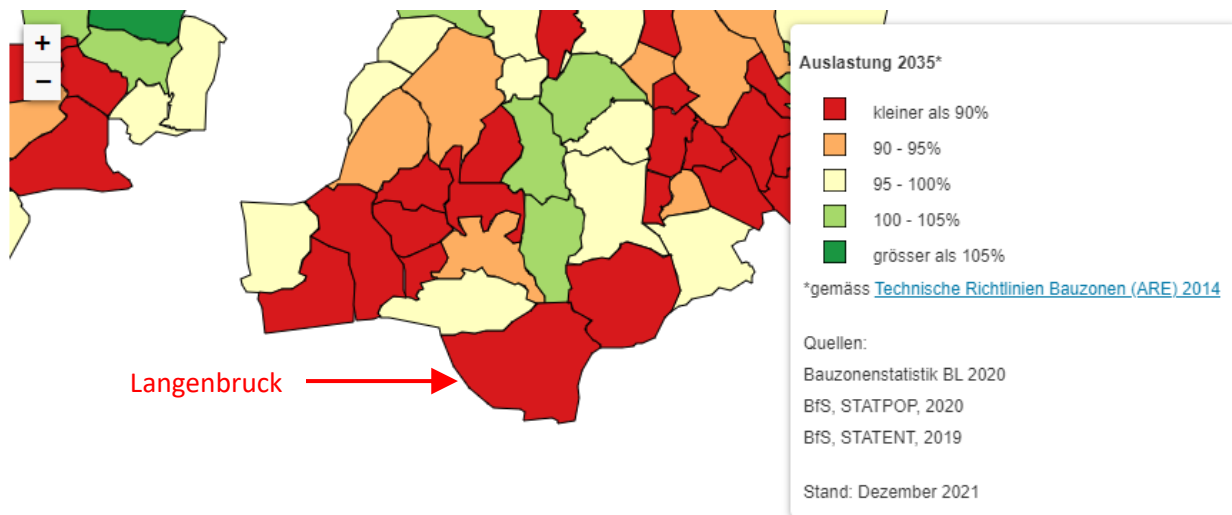 +
−
Langenbruck
Auslastung 2035*
kleiner als 90%
90 - 95%
95 - 100%
100 - 105%
grösser als 105%
*gemäss Technische Richtlinien Bauzonen (ARE) 2014
Quellen:
Bauzonenstatistik BL 2020
BfS, STATPOP, 2020
BfS, STATENT, 2019
Stand: Dezember 2021